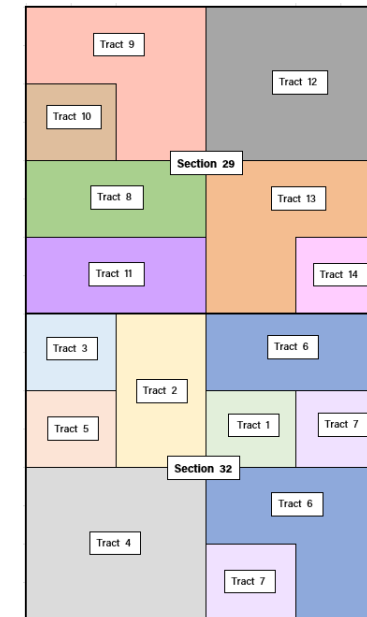 Tract 9
Tract 12
Tract 10
Section 29
Tract 8
Tract 13
Tract 11
Tract 14
Tract 3
Tract 6
Tract 2
Tract 1
Tract 7
Tract 5
Section 32
Tract 6
Tract 4
Tract 7